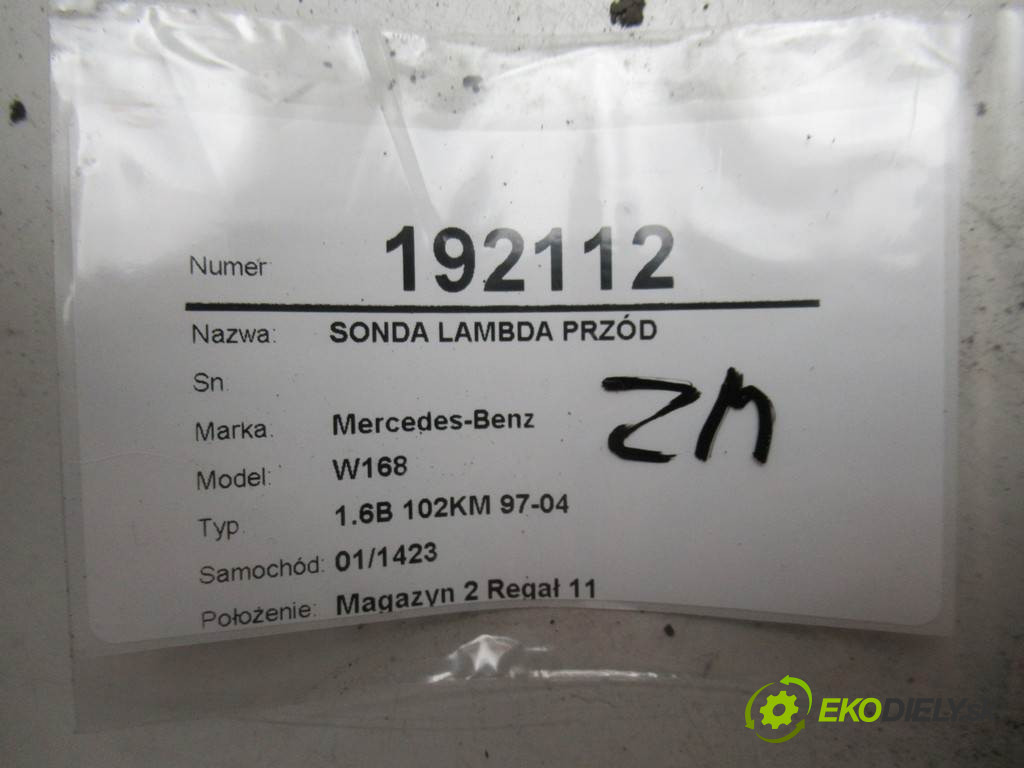 Numer 192112
Nazwa: SONDA LAMBDA PRZÓD
Sn:
Marka: Mercedes-Benz
ZM
Model: W168
Typ: 1.6B 102KM 97-04
Samochód: 01/1423
Położenie: Magazyn 2 Regał 11
EKODIELY